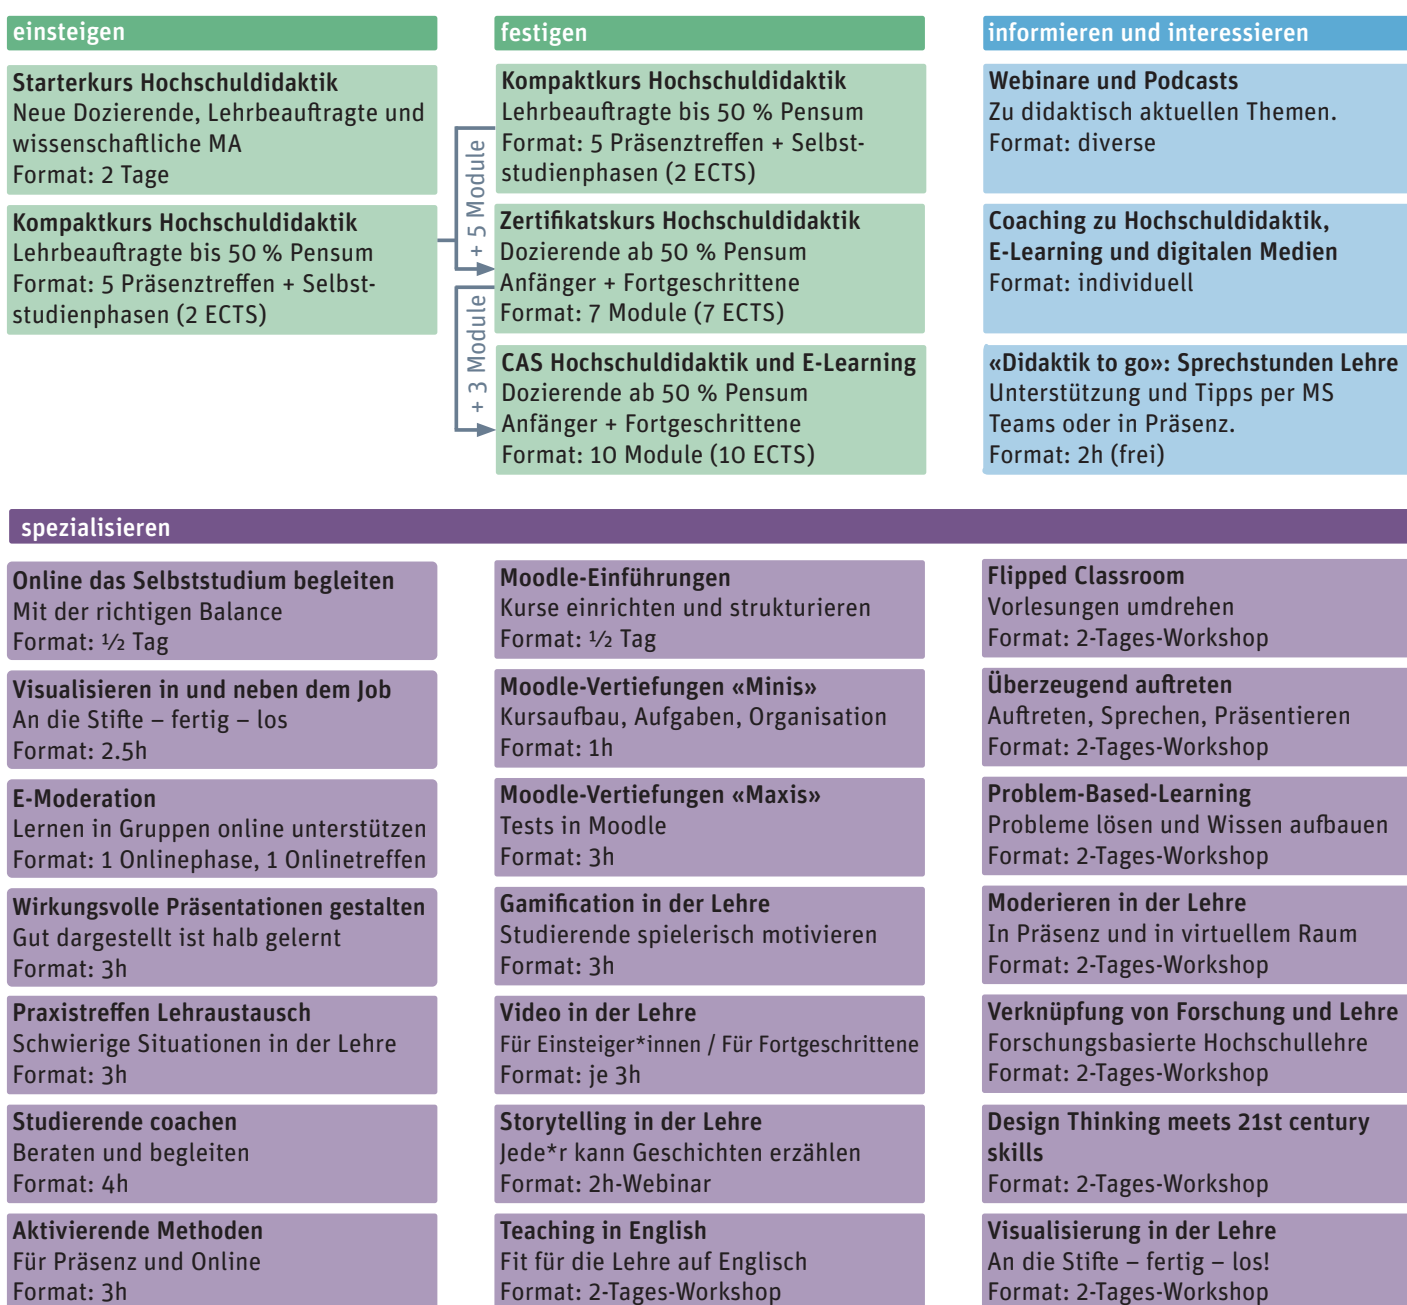 einsteigen
Starterkurs Hochschuldidaktik
Neue Dozierende, Lehrbeauftragte und
wissenschaftliche MA
Format: 2 Tage
Kompaktkurs Hochschuldidaktik
Lehrbeauftragte bis 50 % Pensum
Format: 5 Präsenztreffen + Selbst-
studienphasen (2 ECTS)
+ 5 Module
+ 3 Module
festigen
Kompaktkurs Hochschuldidaktik
Lehrbeauftragte bis 50 % Pensum
Format: 5 Präsenztreffen + Selbst-
studienphasen (2 ECTS)
Zertifikatskurs Hochschuldidaktik
Dozierende ab 50 % Pensum
Anfänger + Fortgeschrittene
Format: 7 Module (7 ECTS)
CAS Hochschuldidaktik und E-Learning
Dozierende ab 50 % Pensum
Anfänger + Fortgeschrittene
Format: 10 Module (10 ECTS)
informieren und interessieren
Webinare und Podcasts
Zu didaktisch aktuellen Themen.
Format: diverse
Coaching zu Hochschuldidaktik,
E-Learning und digitalen Medien
Format: individuell
«Didaktik to go»: Sprechstunden Lehre
Unterstützung und Tipps per MS
Teams oder in Präsenz.
Format: 2h (frei)
spezialisieren
Online das Selbststudium begleiten
Mit der richtigen Balance
Format: ½ Tag
Visualisieren in und neben dem Job
An die Stifte – fertig – los
Format: 2.5h
E-Moderation
Lernen in Gruppen online unterstützen
Format: 1 Onlinephase, 1 Onlinetreffen
Wirkungsvolle Präsentationen gestalten
Gut dargestellt ist halb gelernt
Format: 3h
Praxistreffen Lehraustausch
Schwierige Situationen in der Lehre
Format: 3h
Studierende coachen
Beraten und begleiten
Format: 4h
Aktivierende Methoden
Für Präsenz und Online
Format: 3h
Moodle-Einführungen
Kurse einrichten und strukturieren
Format: ½ Tag
Moodle-Vertiefungen «Minis»
Kursaufbau, Aufgaben, Organisation
Format: 1h
Moodle-Vertiefungen «Maxis»
Tests in Moodle
Format: 3h
Gamification in der Lehre
Studierende spielerisch motivieren
Format: 3h
Video in der Lehre
Für Einsteiger*innen / Für Fortgeschrittene
Format: je 3h
Storytelling in der Lehre
Jede*r kann Geschichten erzählen
Format: 2h-Webinar
Teaching in English
Fit für die Lehre auf Englisch
Format: 2-Tages-Workshop
Flipped Classroom
Vorlesungen umdrehen
Format: 2-Tages-Workshop
Überzeugend auftreten
Auftreten, Sprechen, Präsentieren
Format: 2-Tages-Workshop
Problem-Based-Learning
Probleme lösen und Wissen aufbauen
Format: 2-Tages-Workshop
Moderieren in der Lehre
In Präsenz und in virtuellem Raum
Format: 2-Tages-Workshop
Verknüpfung von Forschung und Lehre
Forschungsbasierte Hochschullehre
Format: 2-Tages-Workshop
Design Thinking meets 21st century
skills
Format: 2-Tages-Workshop
Visualisierung in der Lehre
An die Stifte – fertig – los!
Format: 2-Tages-Workshop